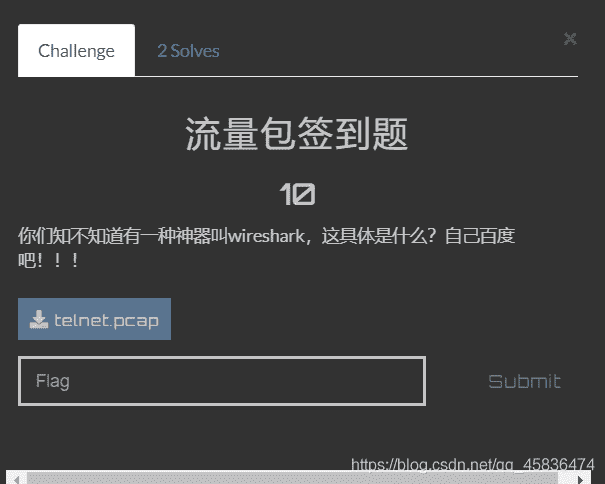 Challenge
2 Solves
×
流量包签到题
10
你们知不知道有一种神器叫wireshark，这具体是什么？自己百度
吧！！！
telnet.pcap
Flag
Submit
https://blog.csdn.net/qq_45836474